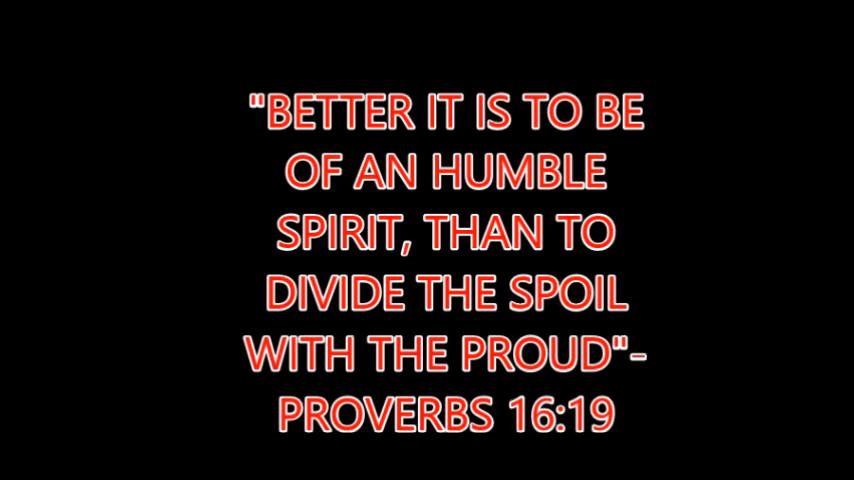 "BETTER IT IS TO BE
OF AN HUMBLE
SPIRIT, THAN TO
DIVIDE THE SPOIL
WITH THE PROUD"-
PROVERBS 16:19